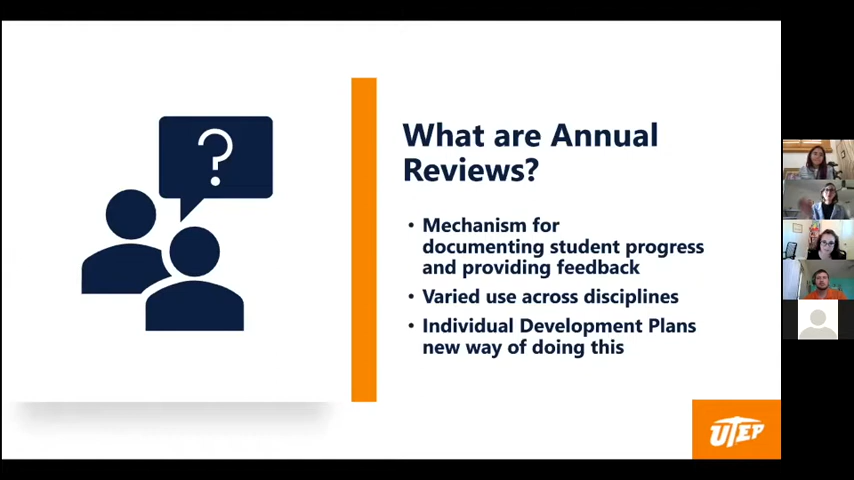 ?
What are Annual
Reviews?
• Mechanism for
documenting student progress
and providing feedback
• Varied use across disciplines
• Individual Development Plans
new way of doing this
UTEP